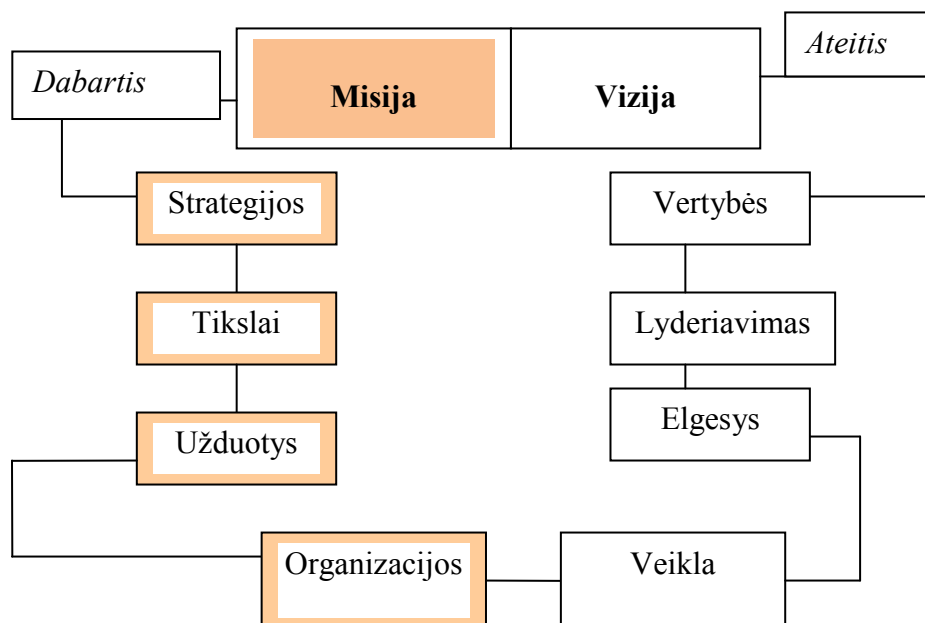 Ateitis
Dabartis
Misija
Vizija
Strategijos
Vertybės
Tikslai
Lyderiavimas
Užduotys
Elgesys
Organizacijos
Veikla